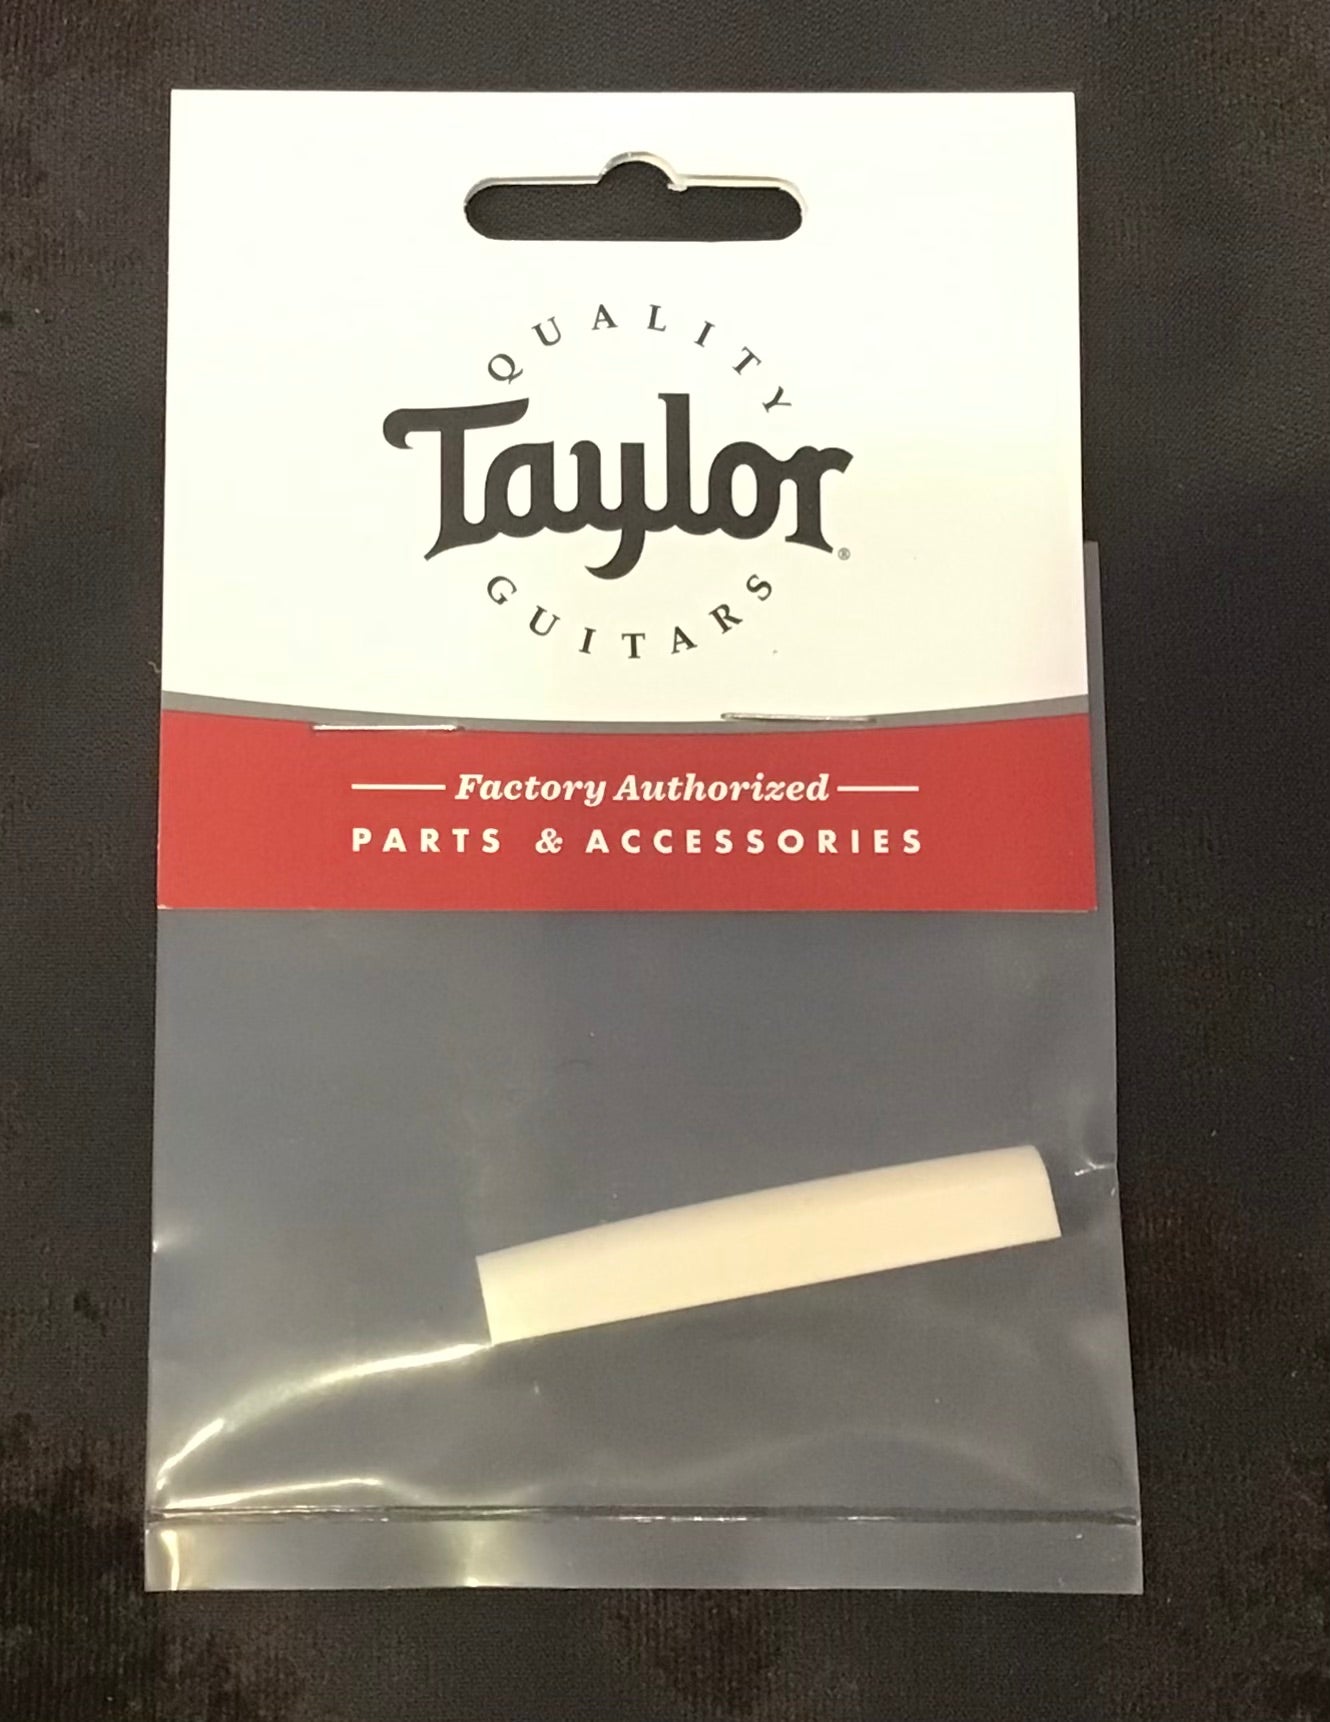 QUALITY
Taylor®
GUITARS
Factory Authorized
PARTS & ACCESSORIES